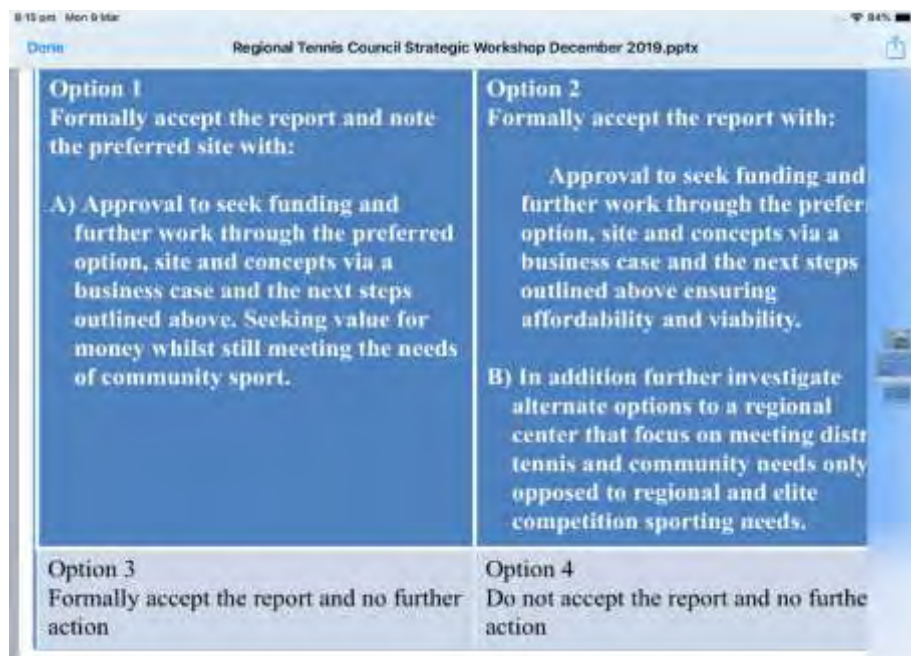 8:15 pm Mon 9 Mar
84%
Done
Regional Tennis Council Strategic Workshop December 2019.pptx
Option 1
Formally accept the report and note
the preferred site with:
A) Approval to seek funding and
further work through the preferred
option, site and concepts via a
business case and the next steps
outlined above. Seeking value for
money whilst still meeting the needs
of community sport.
Option 2
Formally accept the report with:
Approval to seek funding and
further work through the prefer
option, site and concepts via a
business case and the next steps
outlined above ensuring
affordability and viability.
B) In addition further investigate
alternate options to a regional
center that focus on meeting distr
tennis and community needs only
opposed to regional and elite
competition sporting needs.
Option 3
Formally accept the report and no further
action
Option 4
Do not accept the report and no furthe
action